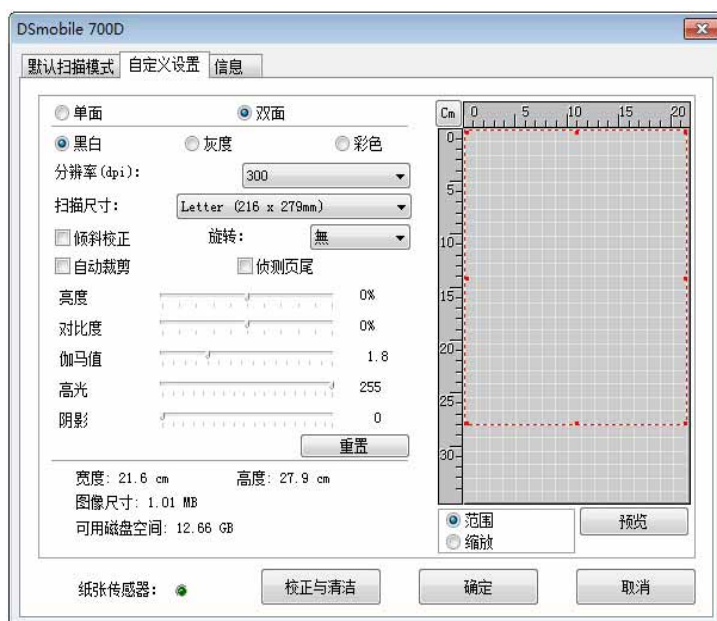 DSmobile 700D
默认扫描模式 自定义设置 信息
单面 双面
黑白 灰度 彩色
分辨率(dpi): 300
扫描尺寸: Letter (216 x 279mm)
倾斜校正 旋转: 無
自动裁剪 侦测页尾
亮度 0%
对比度 0%
伽马值 1.8
高光 255
阴影 0
重置
宽度: 21.6 cm 高度: 27.9 cm
图像尺寸: 1.01 MB
可用磁盘空间: 12.66 GB
Cm 0 5 10 15 20
0
5
10
15
20
25
30
范围
缩放
预览
纸张传感器: 校正与清洁 确定 取消